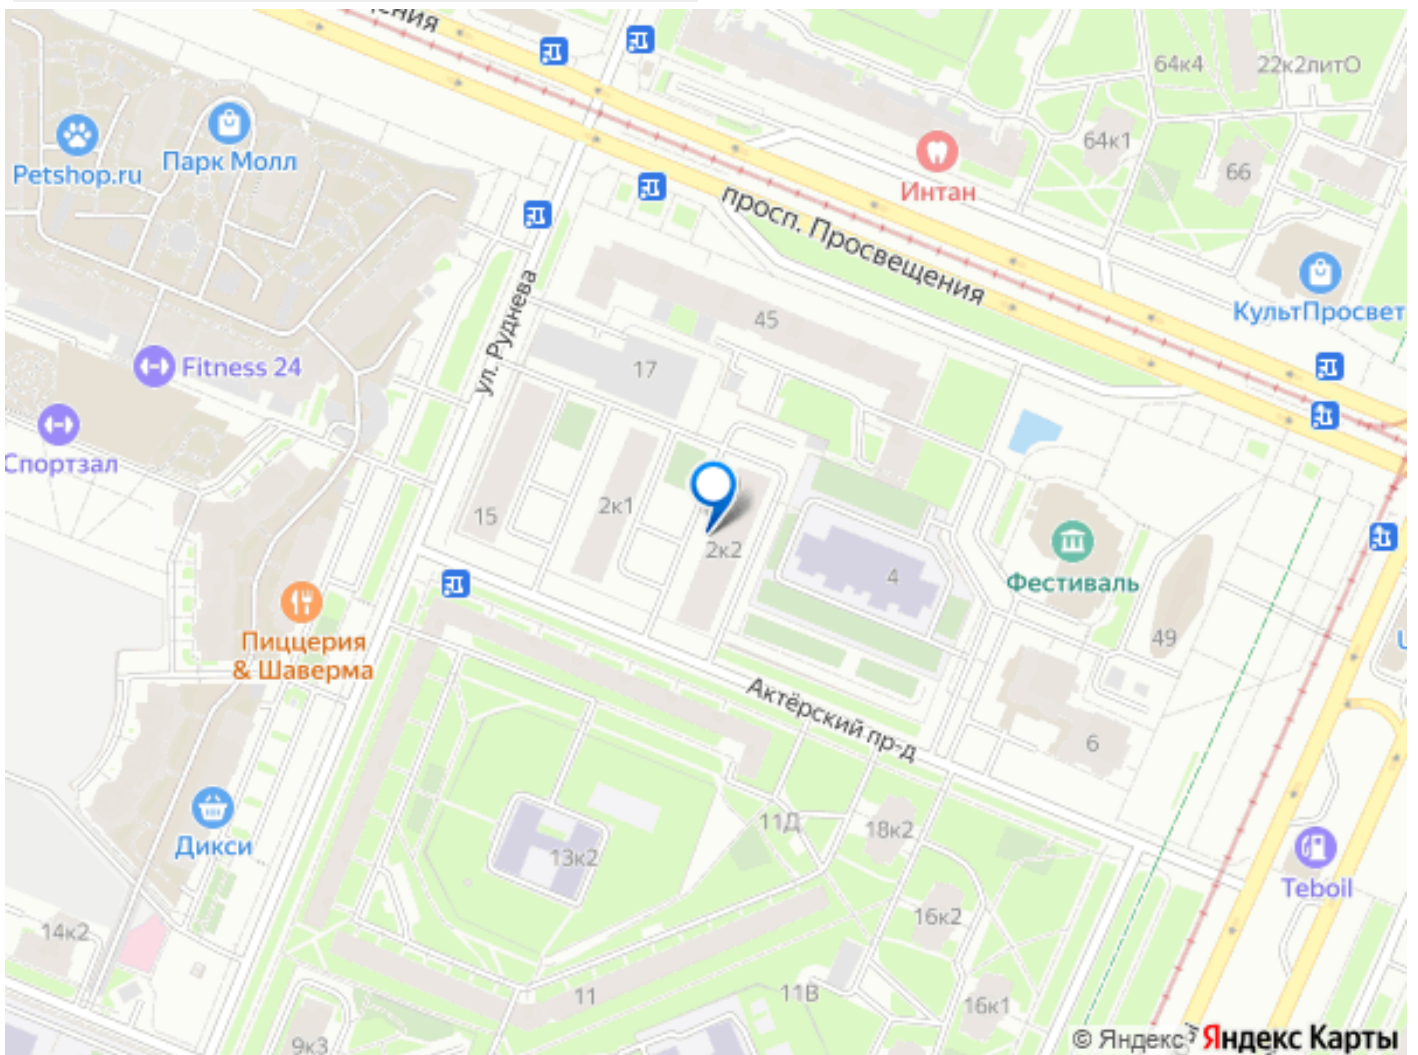 ения
64к4
22к2литО
Petshop.ru
Парк Молл
64к1
66
Интан
просп. Просвещения
КультПросвет
ул. Руднева
45
17
Fitness 24
Спортзал
15
2к1
2к2
4
Фестиваль
49
Пиццерия
& Шаверма
Актёрский пр-д
6
11Д
18к2
13к2
Дикси
Teboil
16к2
14к2
11
11В
16к1
9к3
© Яндекс
Яндекс Карты